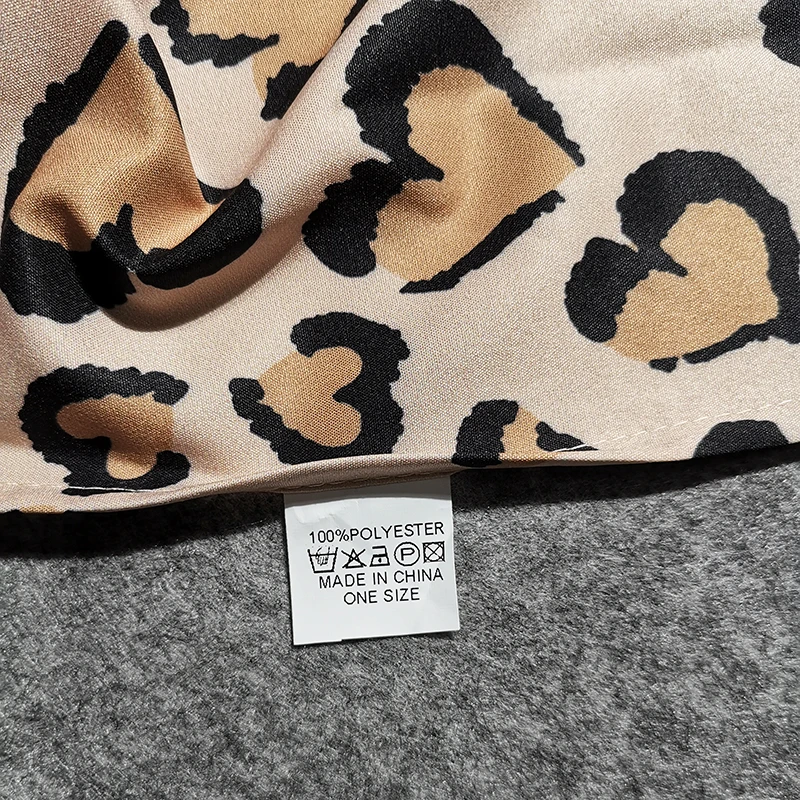 100%POLYESTER
P
MADE IN CHINA
ONE SIZE